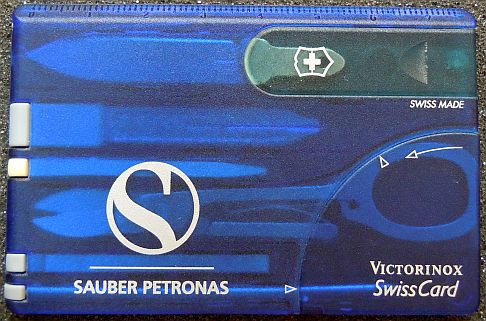 SWISS MADE
S
SAUBER PETRONAS
VICTORINOX
SwissCard